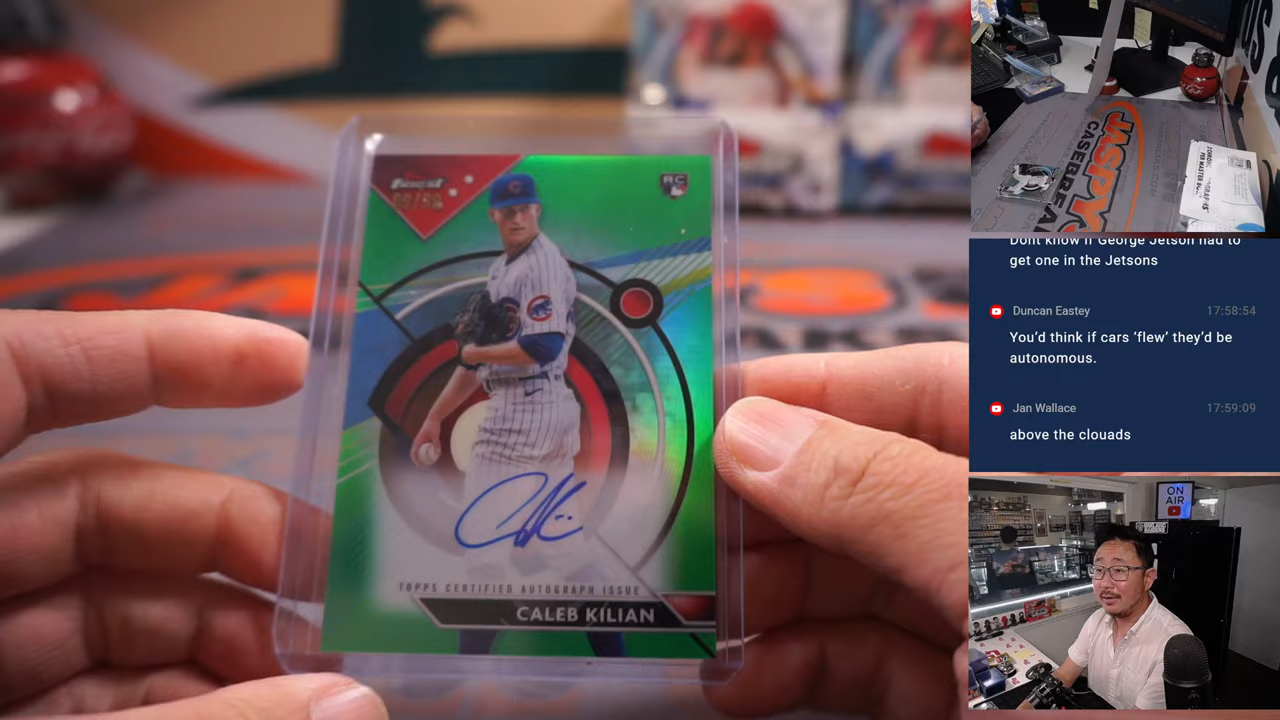 finest
RC
TOPPS CERTIFIED AUTOGRAPH ISSUE
CALEB KILIAN
JASPY'S
CASEBREA
Dont know if George Jetson had to
get one in the Jetsons
Duncan Eastey 17:58:54
You'd think if cars 'flew' they'd be
autonomous.
Jan Wallace 17:59:09
above the clouads
ON
AIR